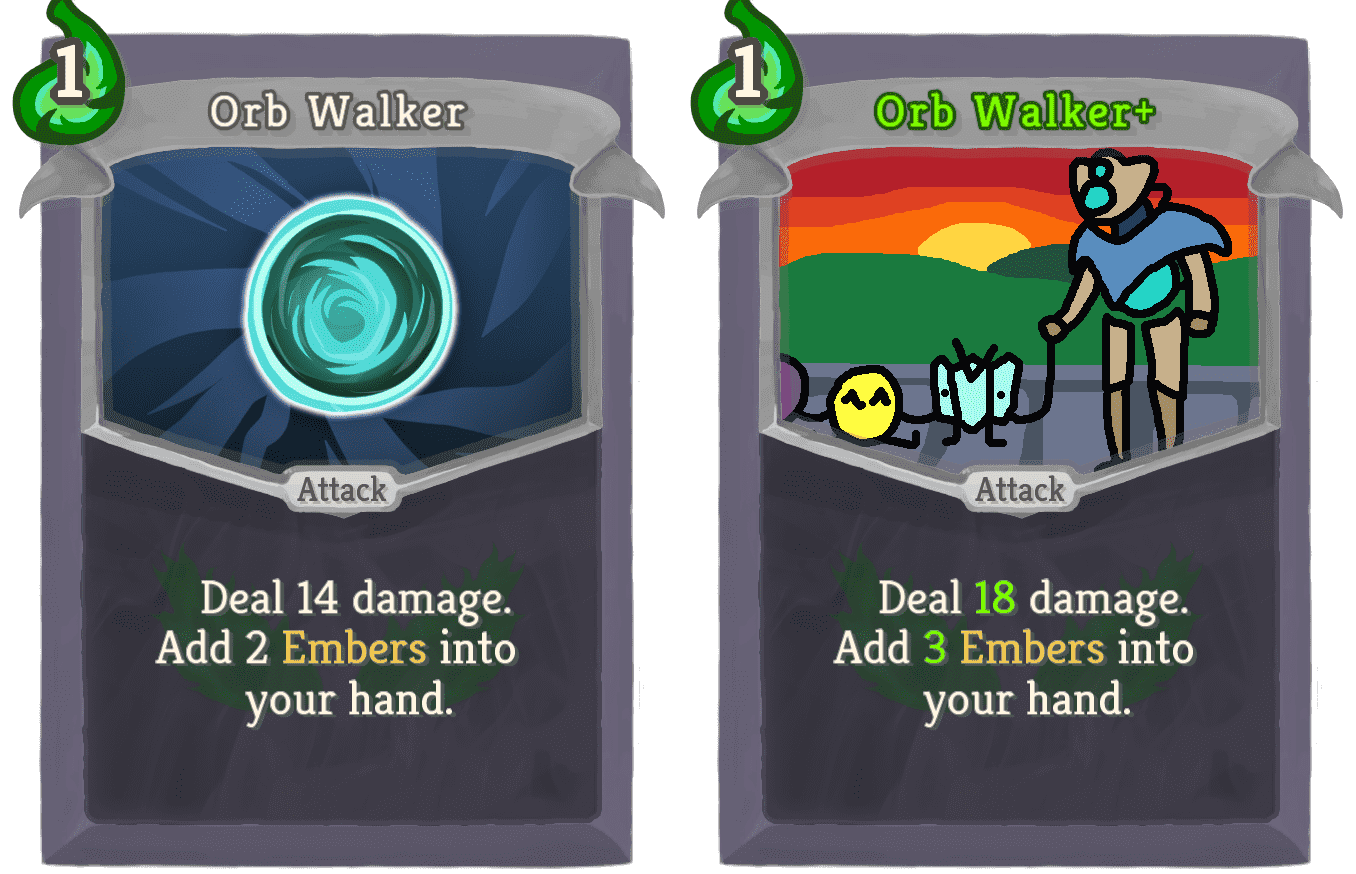 1
Orb Walker
Attack
Deal 14 damage.
Add 2 Embers into
your hand.
1
Orb Walker+
Attack
Deal 18 damage.
Add 3 Embers into
your hand.